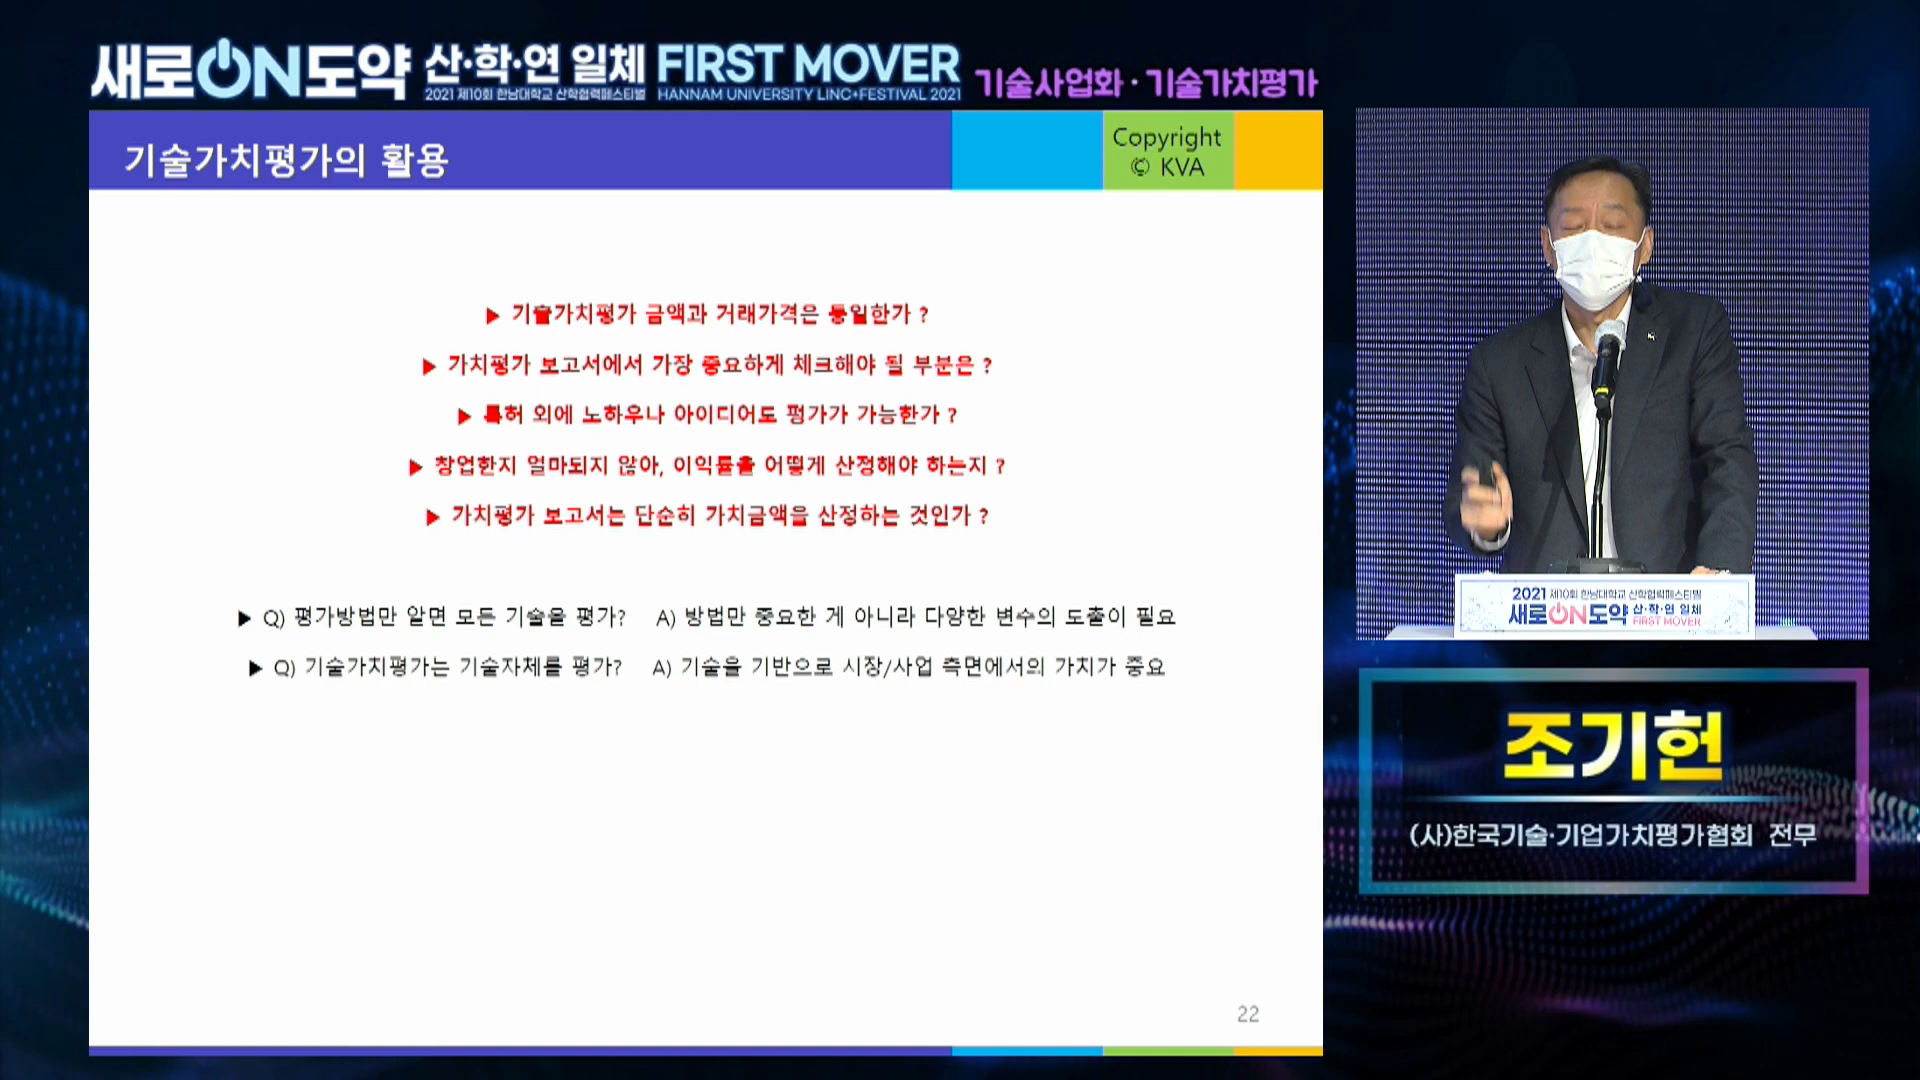 새로ON도약 산·학·연 일체 FIRST MOVER 기술사업화·기술가치평가
2021 제10회 한남대학교 산학협력페스티벌 HANNAM UNIVERSITY LINC+FESTIVAL 2021
기술가치평가의 활용
Copyright
© KVA
▶ 기술가치평가 금액과 거래가격은 동일한가 ?
▶ 가치평가 보고서에서 가장 중요하게 체크해야 될 부분은 ?
▶ 특허 외에 노하우나 아이디어도 평가가 가능한가 ?
▶ 창업한지 얼마되지 않아, 이익률을 어떻게 산정해야 하는지 ?
▶ 가치평가 보고서는 단순히 가치금액을 산정하는 것인가 ?
▶ Q) 평가방법만 알면 모든 기술을 평가? A) 방법만 중요한 게 아니라 다양한 변수의 도출이 필요
▶ Q) 기술가치평가는 기술자체를 평가? A) 기술을 기반으로 시장/사업 측면에서의 가치가 중요
22
2021 제10회 한남대학교 산학협력페스티벌
새로ON도약 산·학·연 일체
FIRST MOVER
조기헌
(사)한국기술·기업가치평가협회 전무